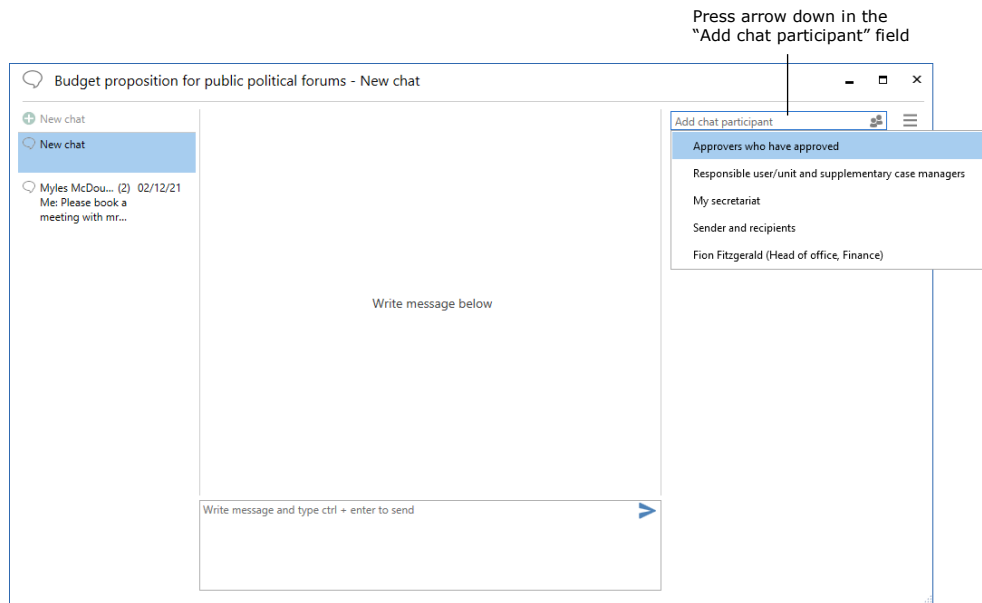 Press arrow down in the
“Add chat participant” field
Budget proposition for public political forums - New chat
New chat
New chat
Myles McDou... (2) 02/12/21
Me: Please book a
meeting with mr...
Write message below
Write message and type ctrl + enter to send
Add chat participant
Approvers who have approved
Responsible user/unit and supplementary case managers
My secretariat
Sender and recipients
Fion Fitzgerald (Head of office, Finance)